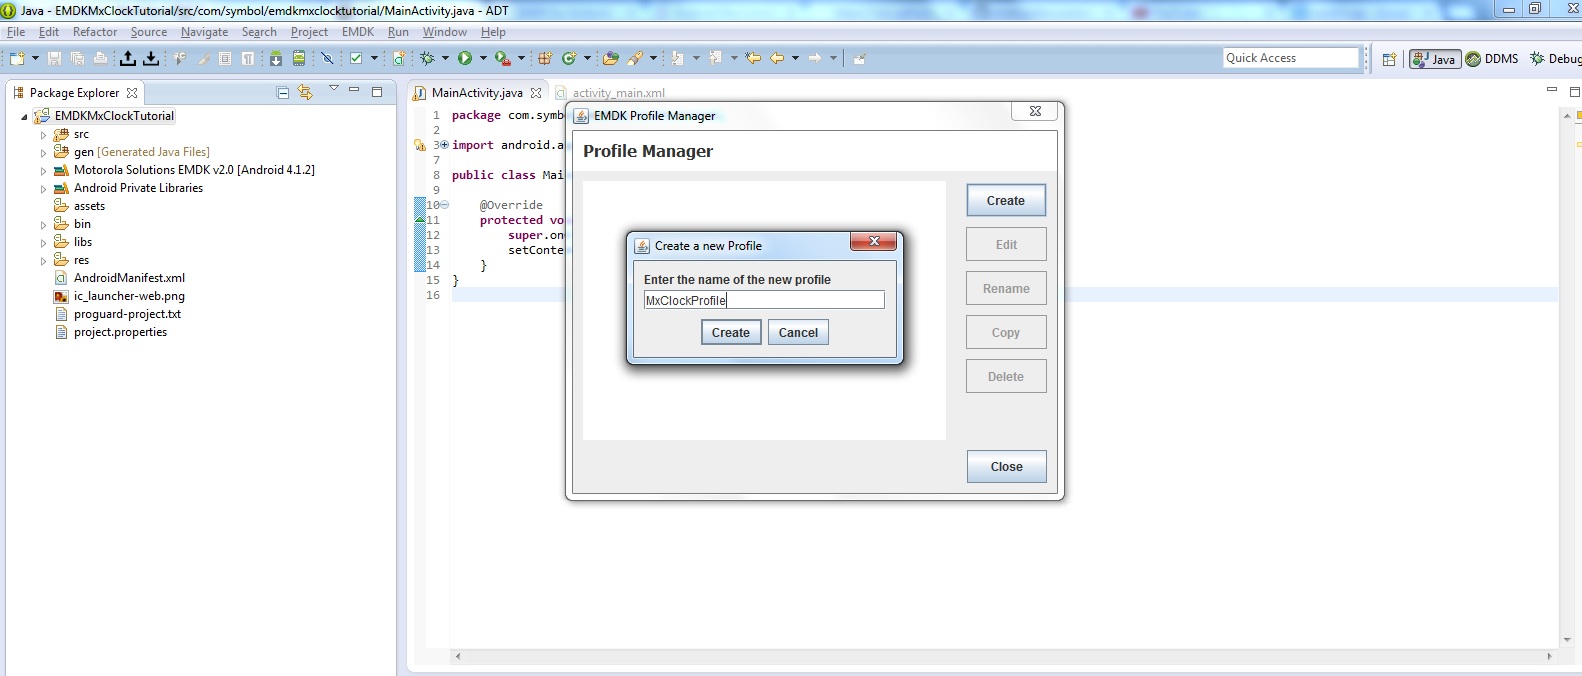 Java - EMDKMxClockTutorial/src/com/symbol/emdkmxclocktutorial/MainActivity.java - ADT
File Edit Refactor Source Navigate Search Project EMDK Run Window Help
Quick Access
Java
DDMS
Debug
Package Explorer
EMDKMxClockTutorial
src
gen [Generated Java Files]
Motorola Solutions EMDK v2.0 [Android 4.1.2]
Android Private Libraries
assets
bin
libs
res
AndroidManifest.xml
ic_launcher-web.png
proguard-project.txt
project.properties
MainActivity.java
activity_main.xml
1 package com.symb
2
3 import android.a
7
8 public class Mai
9
10 @Override
11 protected vo
12 super.on
13 setConte
14 }
15 }
16
EMDK Profile Manager
Profile Manager
Create
Edit
Rename
Copy
Delete
Close
Create a new Profile
Enter the name of the new profile
MxClockProfile
Create
Cancel